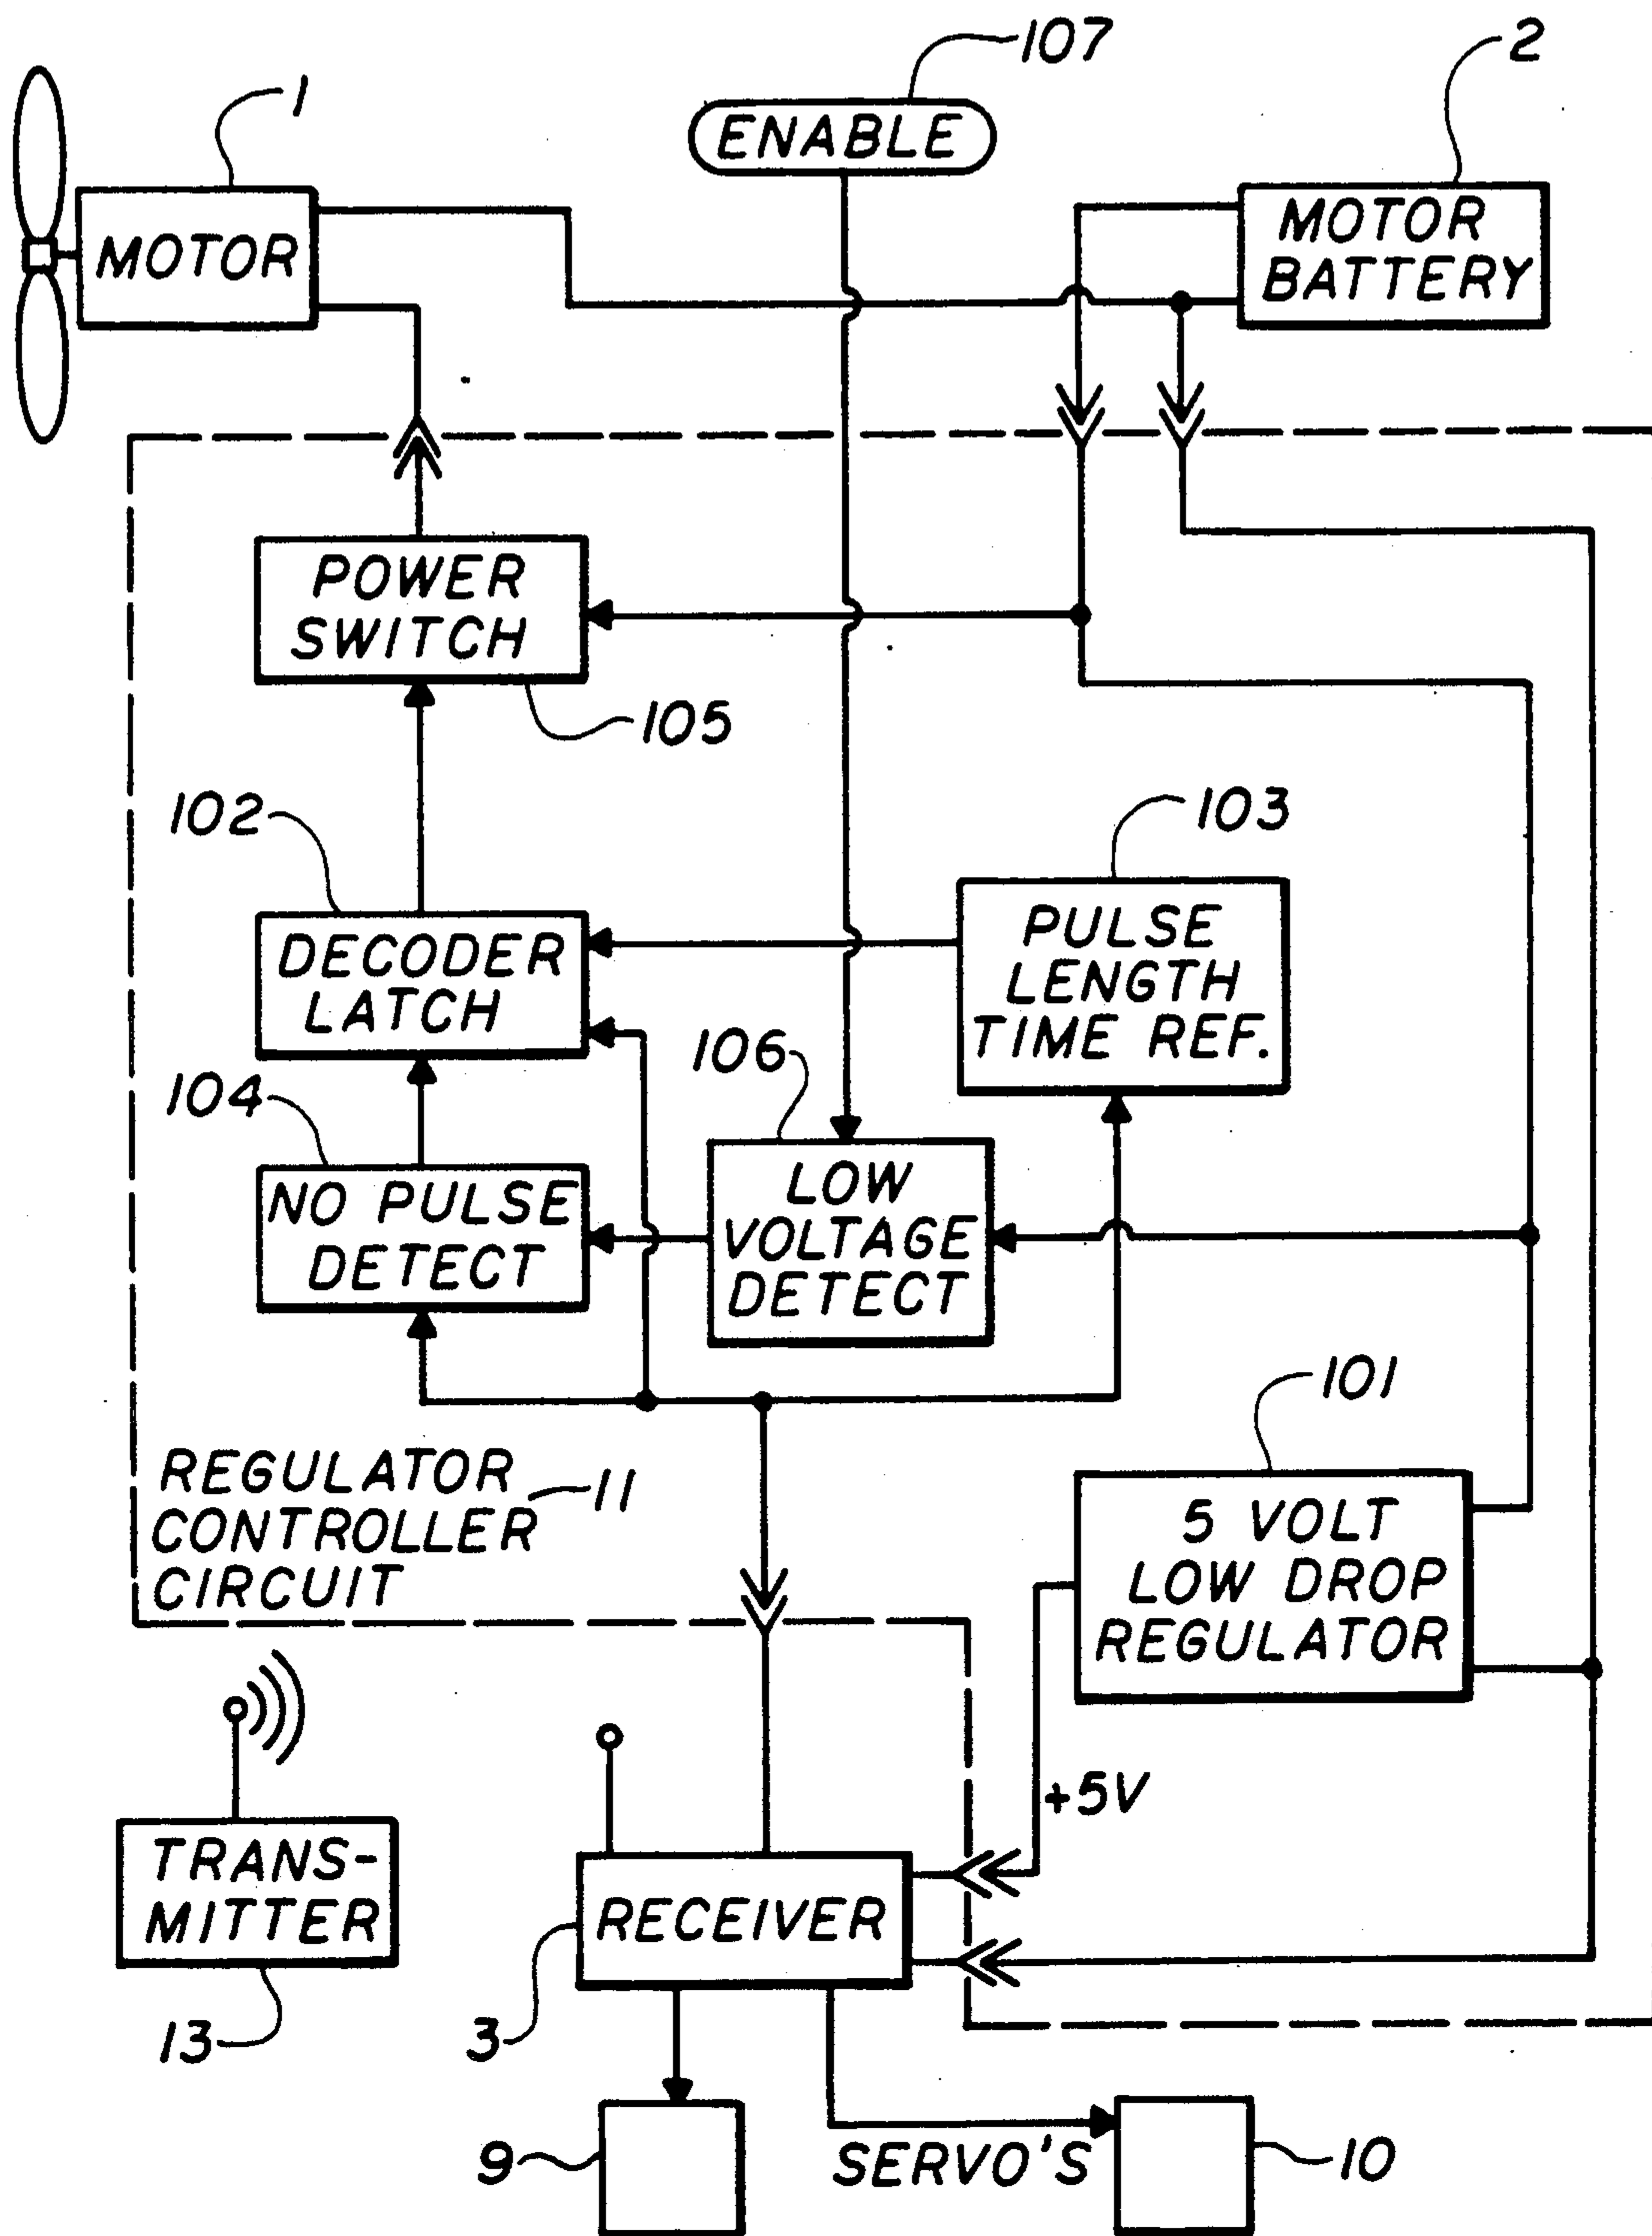 107
2
1
ENABLE
MOTOR
MOTOR
BATTERY
POWER
SWITCH
105
102
103
DECODER
LATCH
PULSE
LENGTH
TIME REF.
106
104
NO PULSE
DETECT
LOW
VOLTAGE
DETECT
101
REGULATOR
CONTROLLER
CIRCUIT
11
5 VOLT
LOW DROP
REGULATOR
+5V
TRANS-
MITTER
RECEIVER
13
3
9
SERVO'S
10